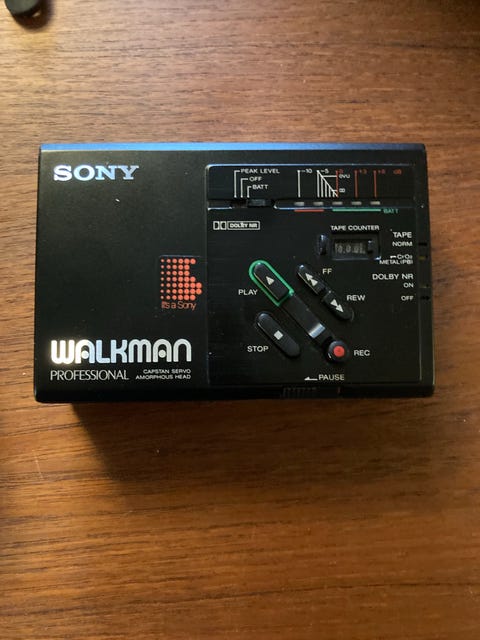 SONY
PEAK LEVEL
OFF
BATT
-10 -5 0 +3 +6 dB
0VU
BATT
DOLBY NR
TAPE COUNTER
TAPE
NORM
CrO₂
METAL(PB)
DOLBY NR
ON
OFF
FF
REW
PLAY
STOP
REC
PAUSE
it's a Sony
WALKMAN
PROFESSIONAL
CAPSTAN SERVO
AMORPHOUS HEAD